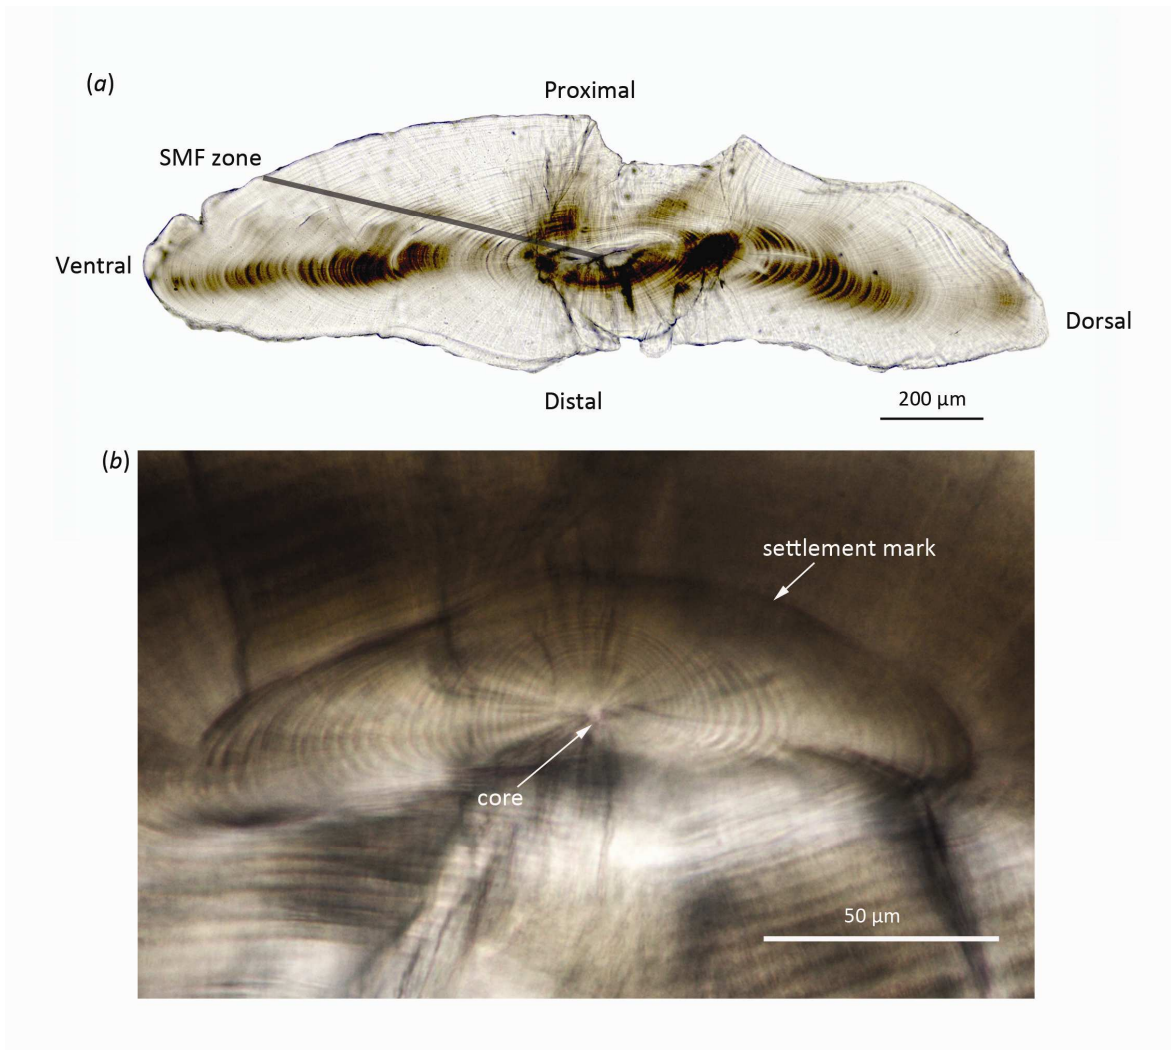 (a)
Proximal
SMF zone
Ventral
Dorsal
Distal
200 µm
(b)
settlement mark
core
50 µm